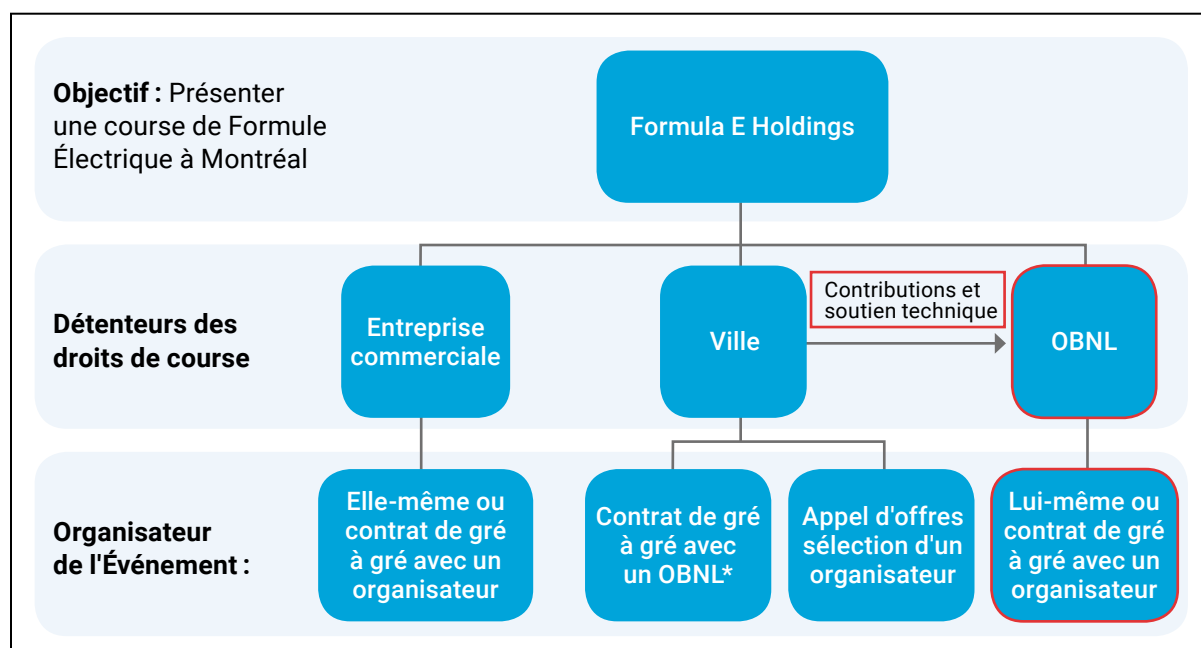 Objectif : Présenter
une course de Formule
Électrique à Montréal
Formula E Holdings
Détenteurs des
droits de course
Entreprise
commerciale
Ville
Contributions et
soutien technique
OBNL
Organisateur
de l'Événement :
Elle-même ou
contrat de gré
à gré avec un
organisateur
Contrat de gré
à gré avec
un OBNL*
Appel d'offres
sélection d'un
organisateur
Lui-même ou
contrat de gré
à gré avec un
organisateur